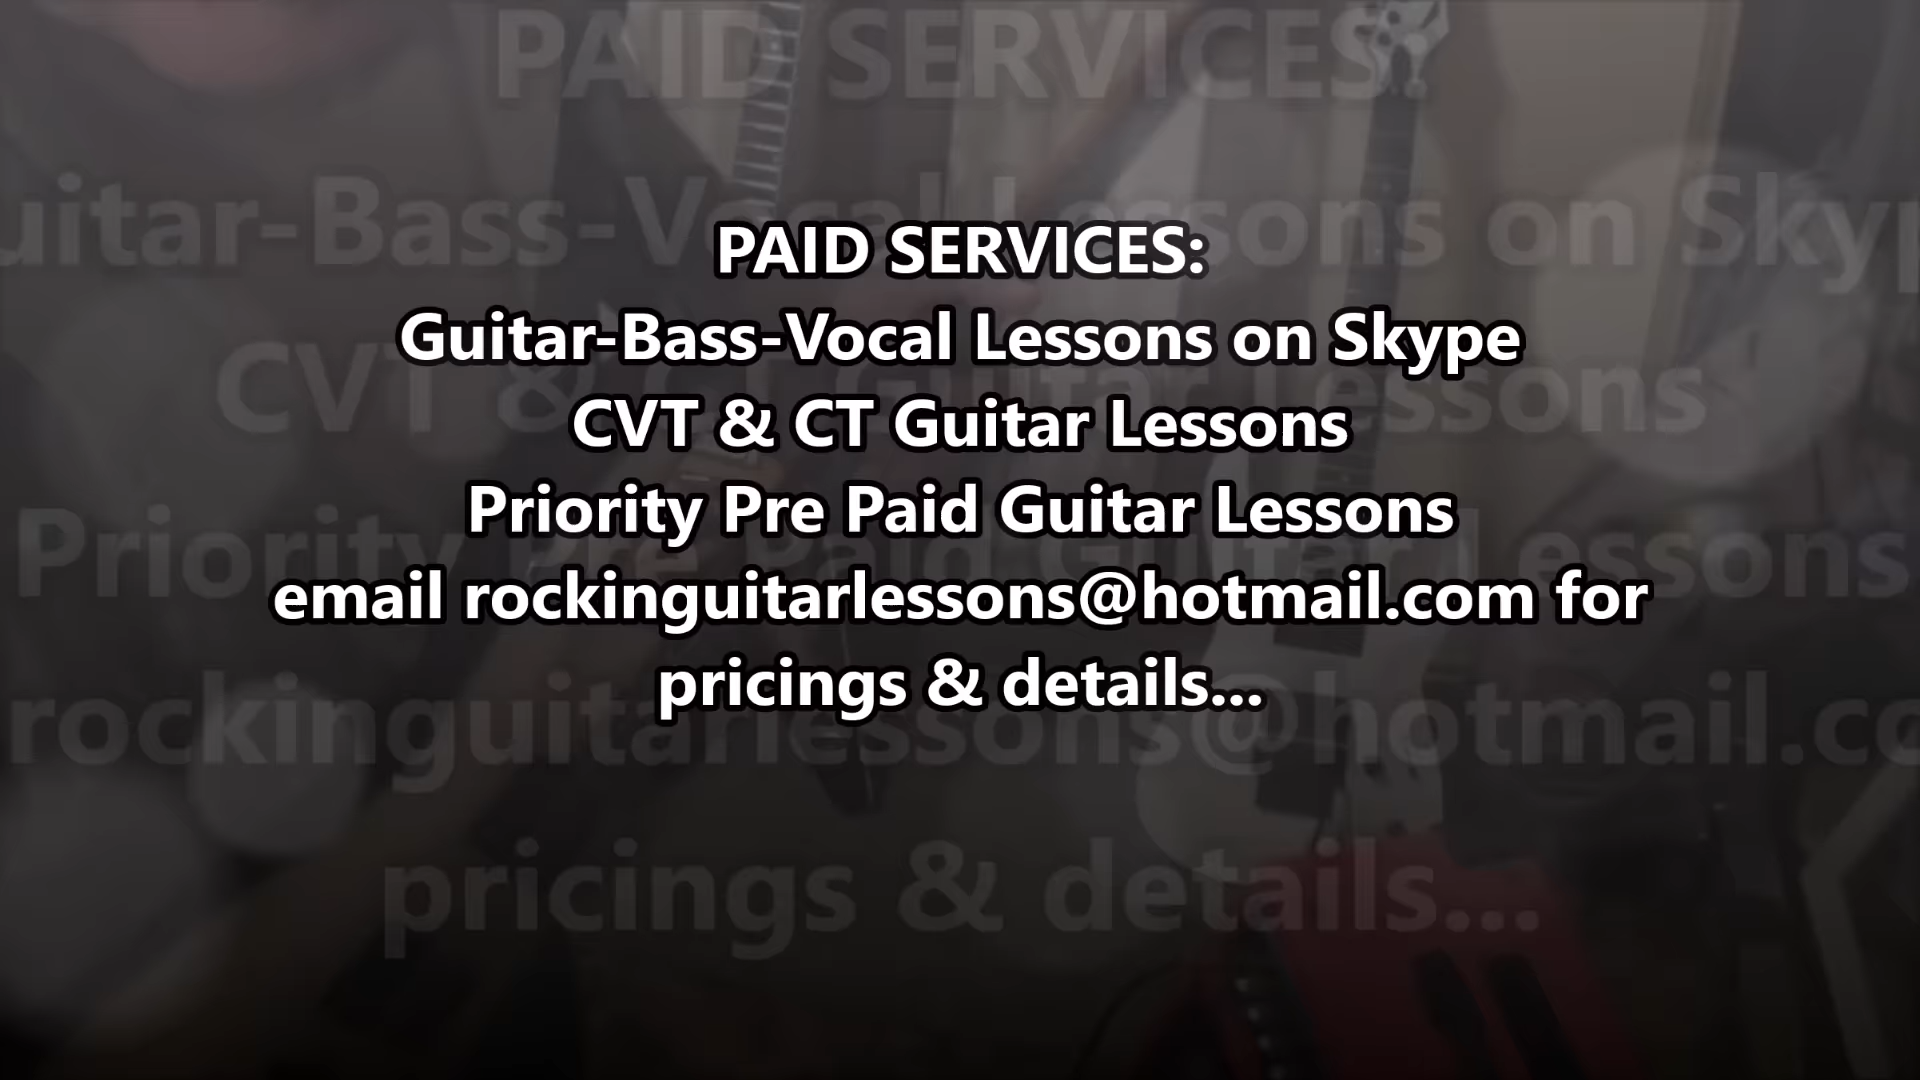 PAID SERVICES:
Guitar-Bass-Vocal Lessons on Skype
CVT & CT Guitar Lessons
Priority Pre Paid Guitar Lessons
email rockinguitarlessons@hotmail.com for
pricings & details...